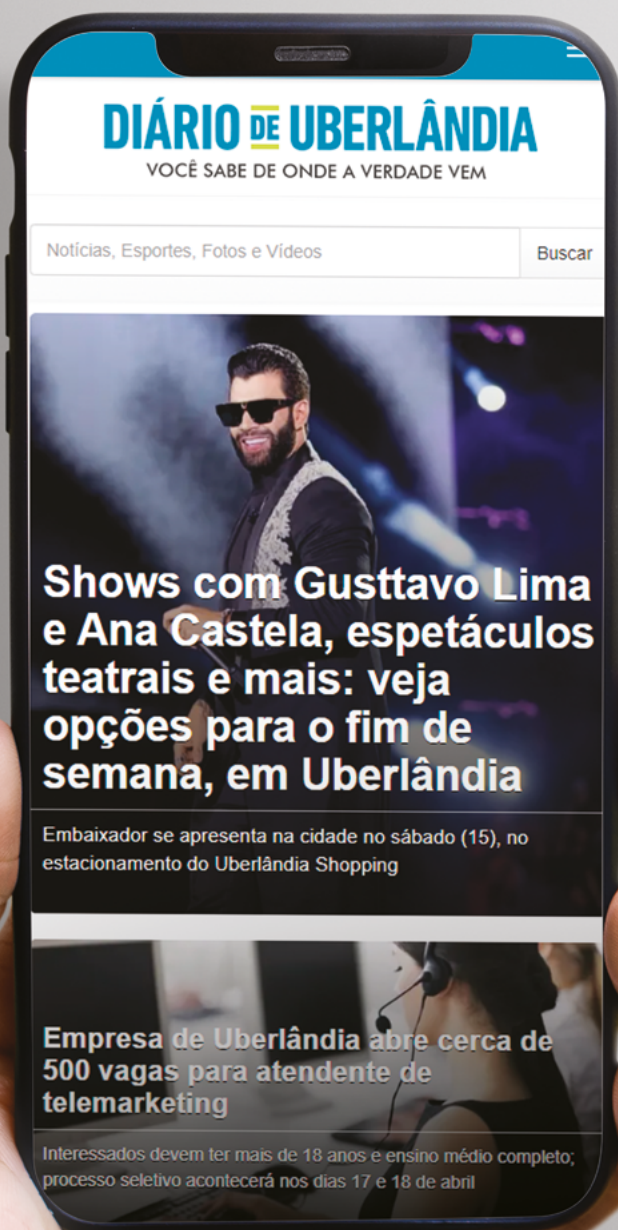 DIÁRIO DE UBERLÂNDIA
VOCÊ SABE DE ONDE A VERDADE VEM
Notícias, Esportes, Fotos e Vídeos
Buscar
Shows com Gusttavo Lima
e Ana Castela, espetáculos
teatrais e mais: veja
opções para o fim de
semana, em Uberlândia
Embaixador se apresenta na cidade no sábado (15), no
estacionamento do Uberlândia Shopping
Empresa de Uberlândia abre cerca de
500 vagas para atendente de
telemarketing
Interessados devem ter mais de 18 anos e ensino médio completo;
processo seletivo acontecerá nos dias 17 e 18 de abril